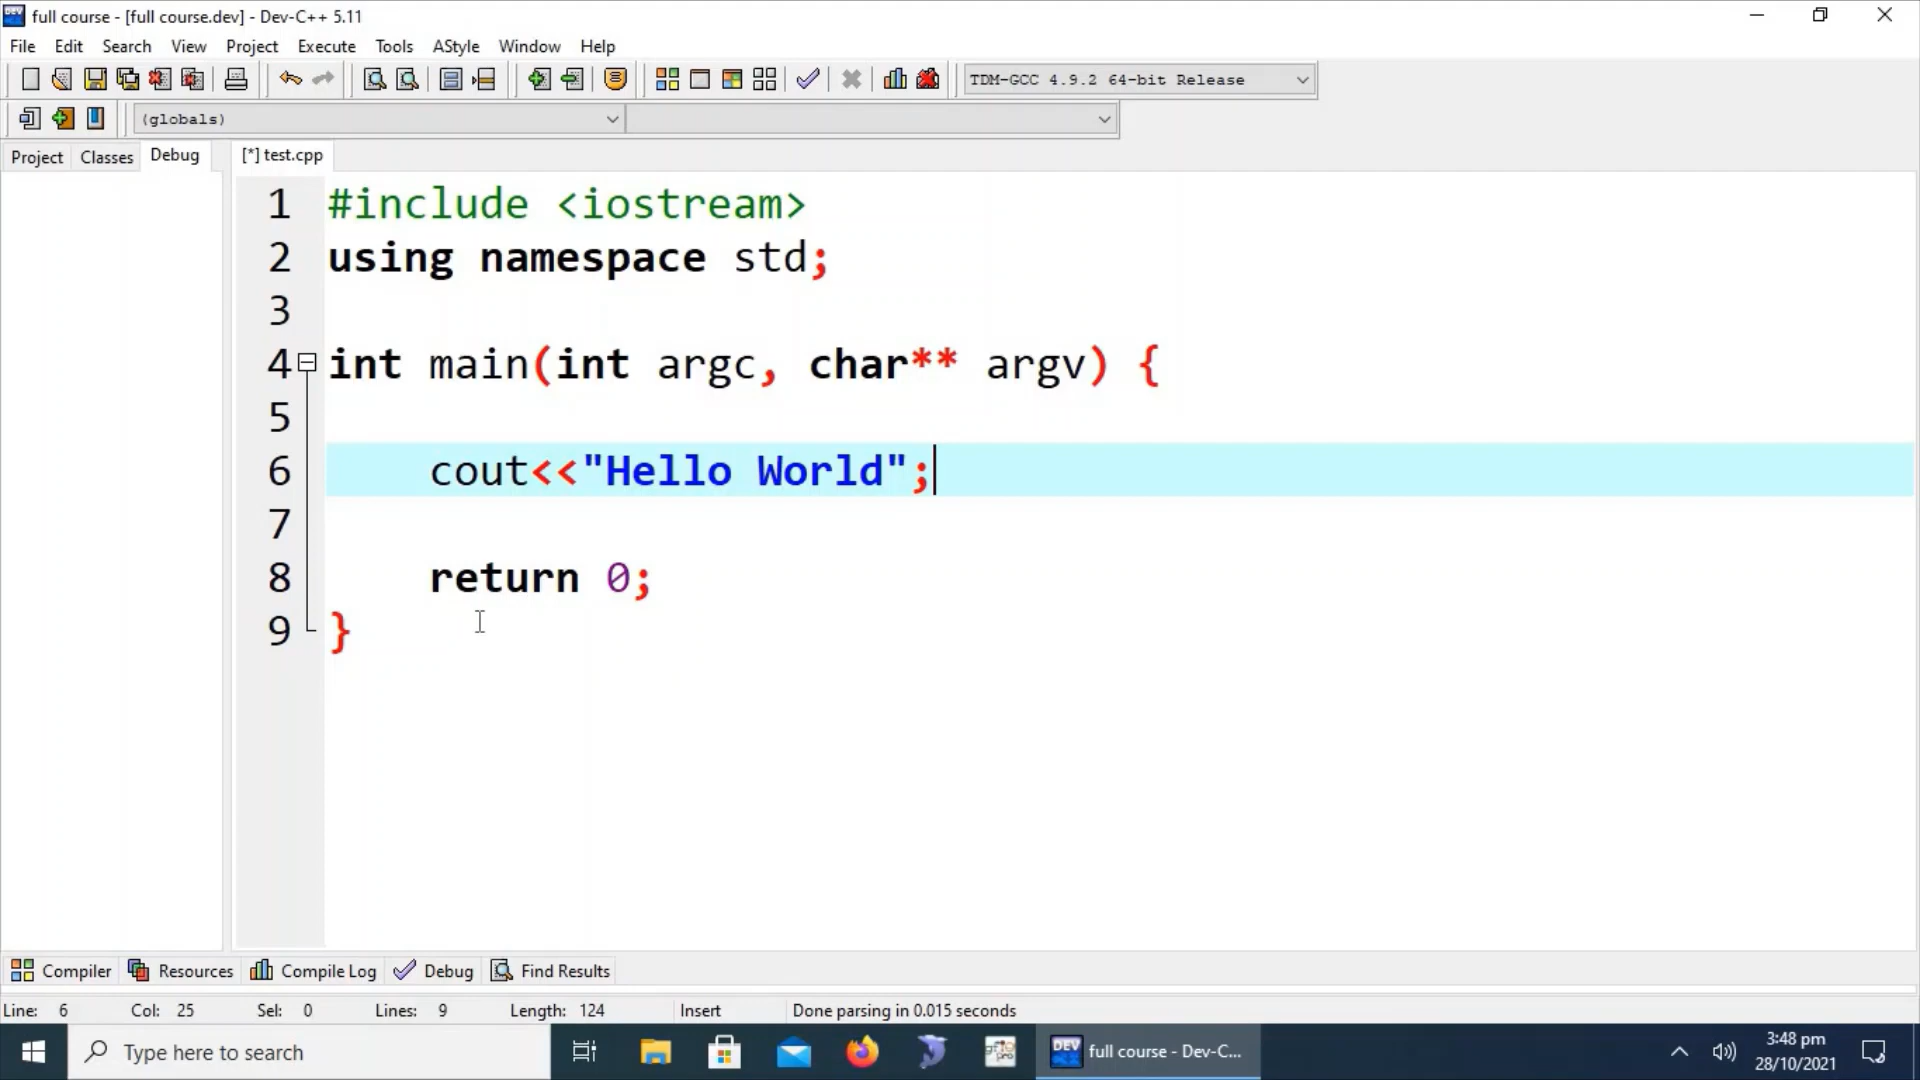 full course - [full course.dev] - Dev-C++ 5.11
File Edit Search View Project Execute Tools AStyle Window Help
TDM-GCC 4.9.2 64-bit Release
(globals)
Project Classes Debug [*] test.cpp
1 #include <iostream>
2 using namespace std;
3
4 int main(int argc, char** argv) {
5
6 cout<<"Hello World";
7
8 return 0;
9 }
Compiler Resources Compile Log Debug Find Results
Line: 6 Col: 25 Sel: 0 Lines: 9 Length: 124 Insert Done parsing in 0.015 seconds
Type here to search DEV full course - Dev-C... 3:48 pm
28/10/2021